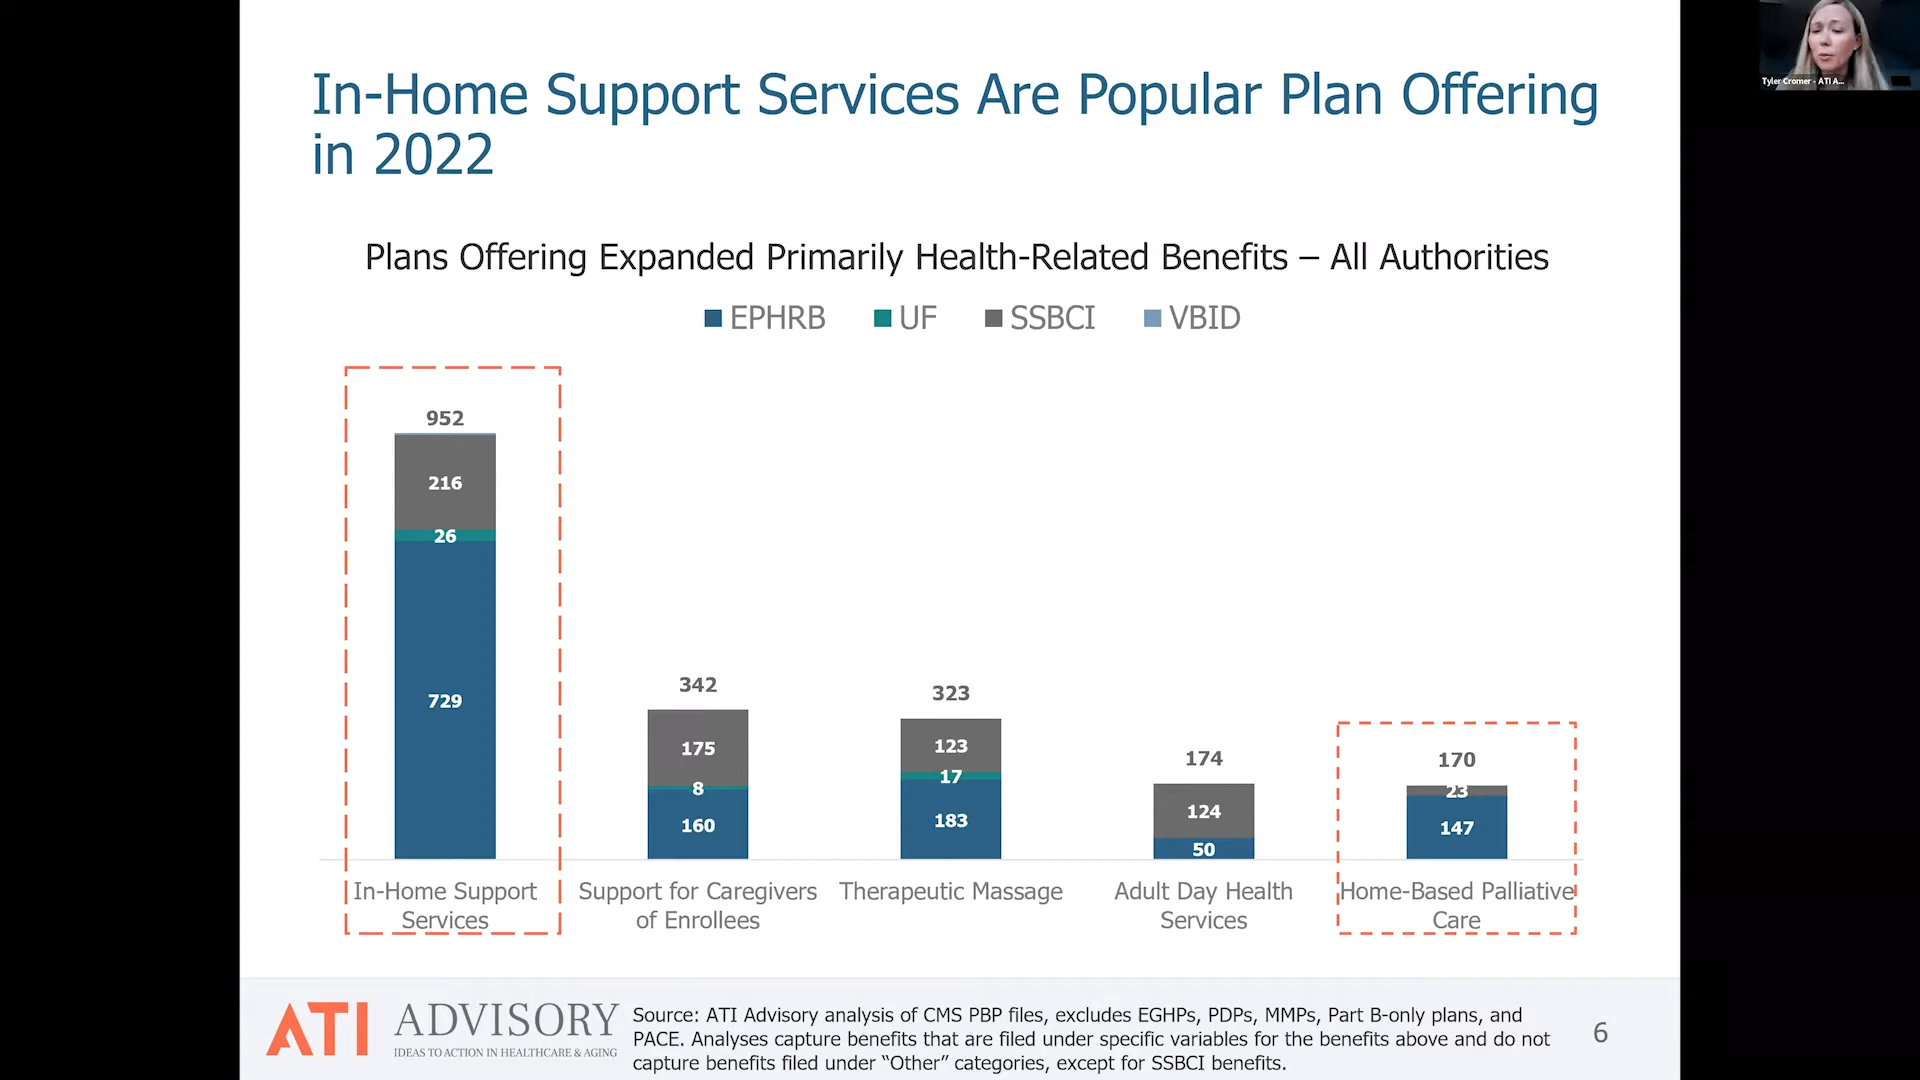 Tyler Cromer - ATI A...
In-Home Support Services Are Popular Plan Offering
in 2022
Plans Offering Expanded Primarily Health-Related Benefits – All Authorities
EPHRB UF SSBCI VBID
952
216
26
729
342
175
8
160
323
123
17
183
174
124
50
170
23
147
In-Home Support
Services
Support for Caregivers
of Enrollees
Therapeutic Massage
Adult Day Health
Services
Home-Based Palliative
Care
ATI ADVISORY
IDEAS TO ACTION IN HEALTHCARE & AGING
Source: ATI Advisory analysis of CMS PBP files, excludes EGHPs, PDPs, MMPs, Part B-only plans, and
PACE. Analyses capture benefits that are filed under specific variables for the benefits above and do not
capture benefits filed under “Other” categories, except for SSBCI benefits.
6